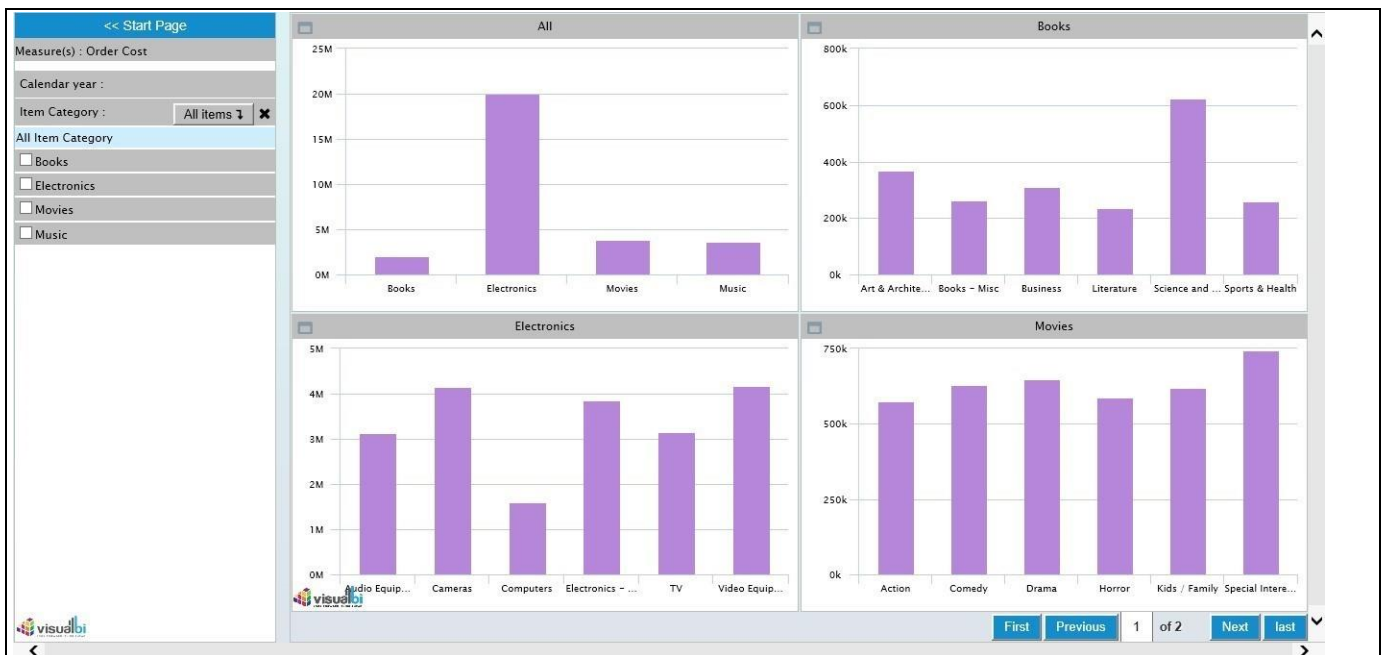 << Start Page
Measure(s) : Order Cost
Calendar year :
Item Category :
All items
All Item Category
Books
Electronics
Movies
Music
visualbi
All
25M
20M
15M
10M
5M
0M
Books Electronics Movies Music
Books
800k
600k
400k
200k
0k
Art & Archite... Books - Misc Business Literature Science and ... Sports & Health
Electronics
5M
4M
3M
2M
1M
0M
Audio Equip... Cameras Computers Electronics - ... TV Video Equip...
visualbi
Movies
750k
500k
250k
0k
Action Comedy Drama Horror Kids / Family Special Intere...
First Previous 1 of 2 Next last